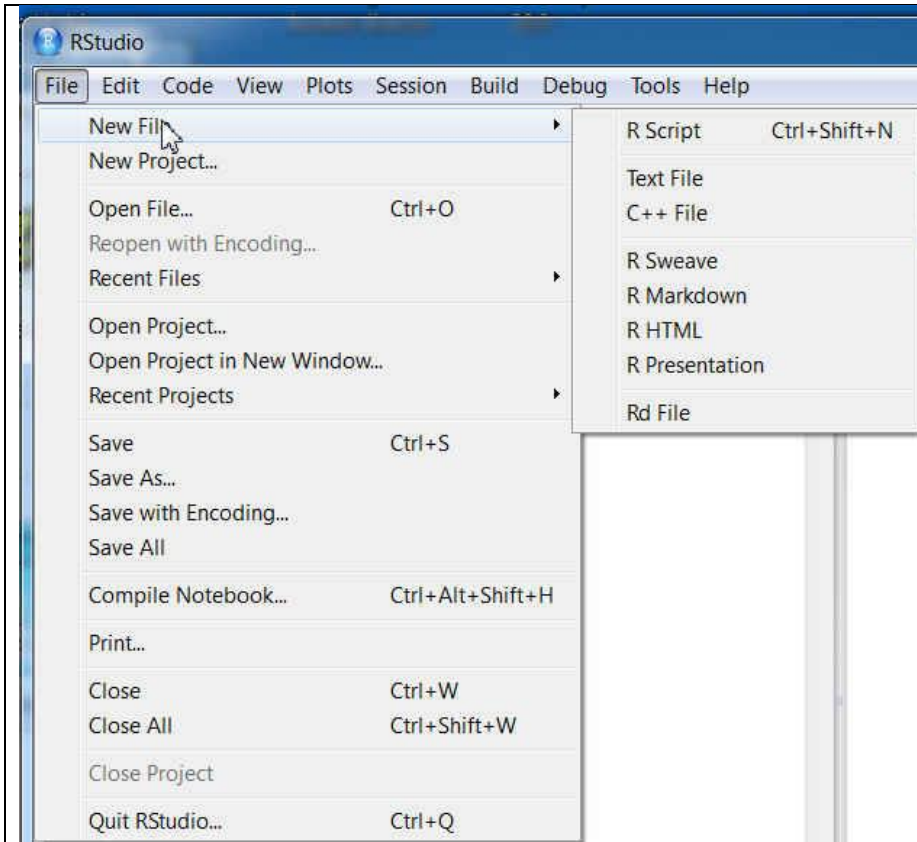 RStudio
File Edit Code View Plots Session Build Debug Tools Help
New Fil
New Project...
Open File... Ctrl+O
Reopen with Encoding...
Recent Files
Open Project...
Open Project in New Window...
Recent Projects
Save Ctrl+S
Save As...
Save with Encoding...
Save All
Compile Notebook... Ctrl+Alt+Shift+H
Print...
Close Ctrl+W
Close All Ctrl+Shift+W
Close Project
Quit RStudio... Ctrl+Q
R Script Ctrl+Shift+N
Text File
C++ File
R Sweave
R Markdown
R HTML
R Presentation
Rd File